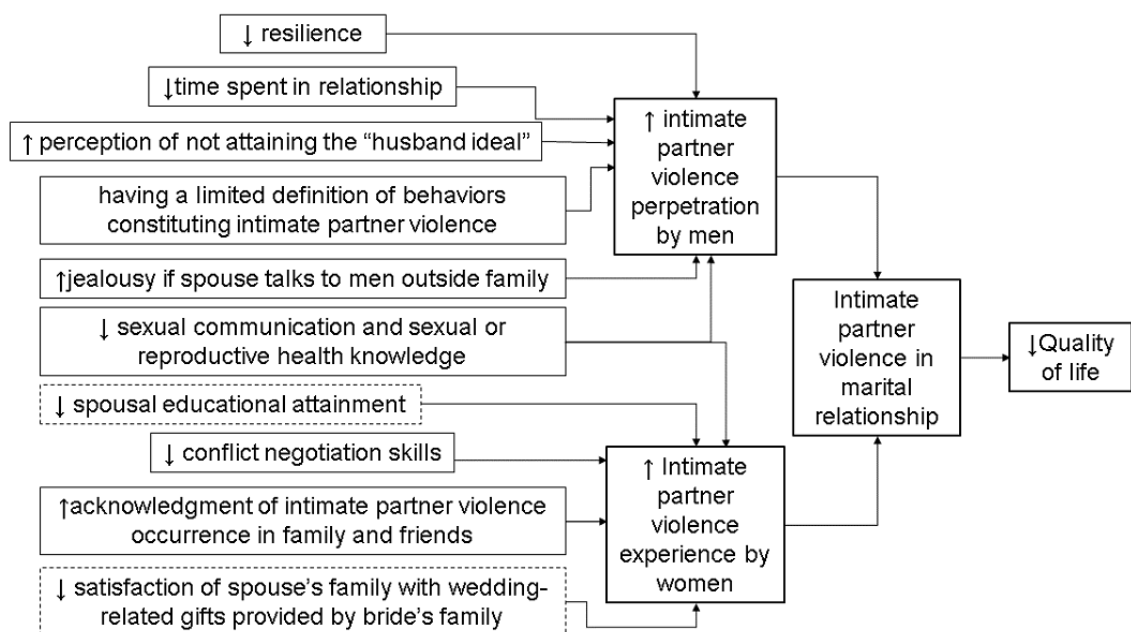 ↓ resilience
↓time spent in relationship
↑ perception of not attaining the “husband ideal”
having a limited definition of behaviors
constituting intimate partner violence
↑jealousy if spouse talks to men outside family
↓ sexual communication and sexual or
reproductive health knowledge
↓ spousal educational attainment
↓ conflict negotiation skills
↑acknowledgment of intimate partner violence
occurrence in family and friends
↓ satisfaction of spouse’s family with wedding-
related gifts provided by bride’s family
↑ intimate
partner
violence
perpetration
by men
↑ Intimate
partner
violence
experience by
women
Intimate
partner
violence in
marital
relationship
↓Quality
of life